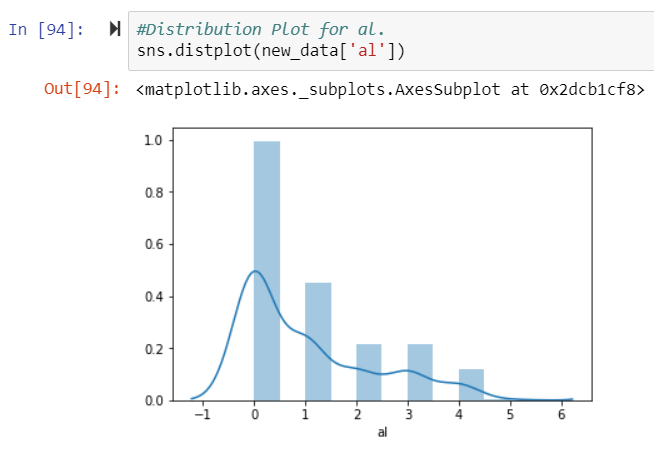 In [94]:
#Distribution Plot for al.
sns.distplot(new_data['al'])
Out[94]: <matplotlib.axes._subplots.AxesSubplot at 0x2dcb1cf8>
1.0
0.8
0.6
0.4
0.2
0.0
−1 0 1 2 3 4 5 6
al